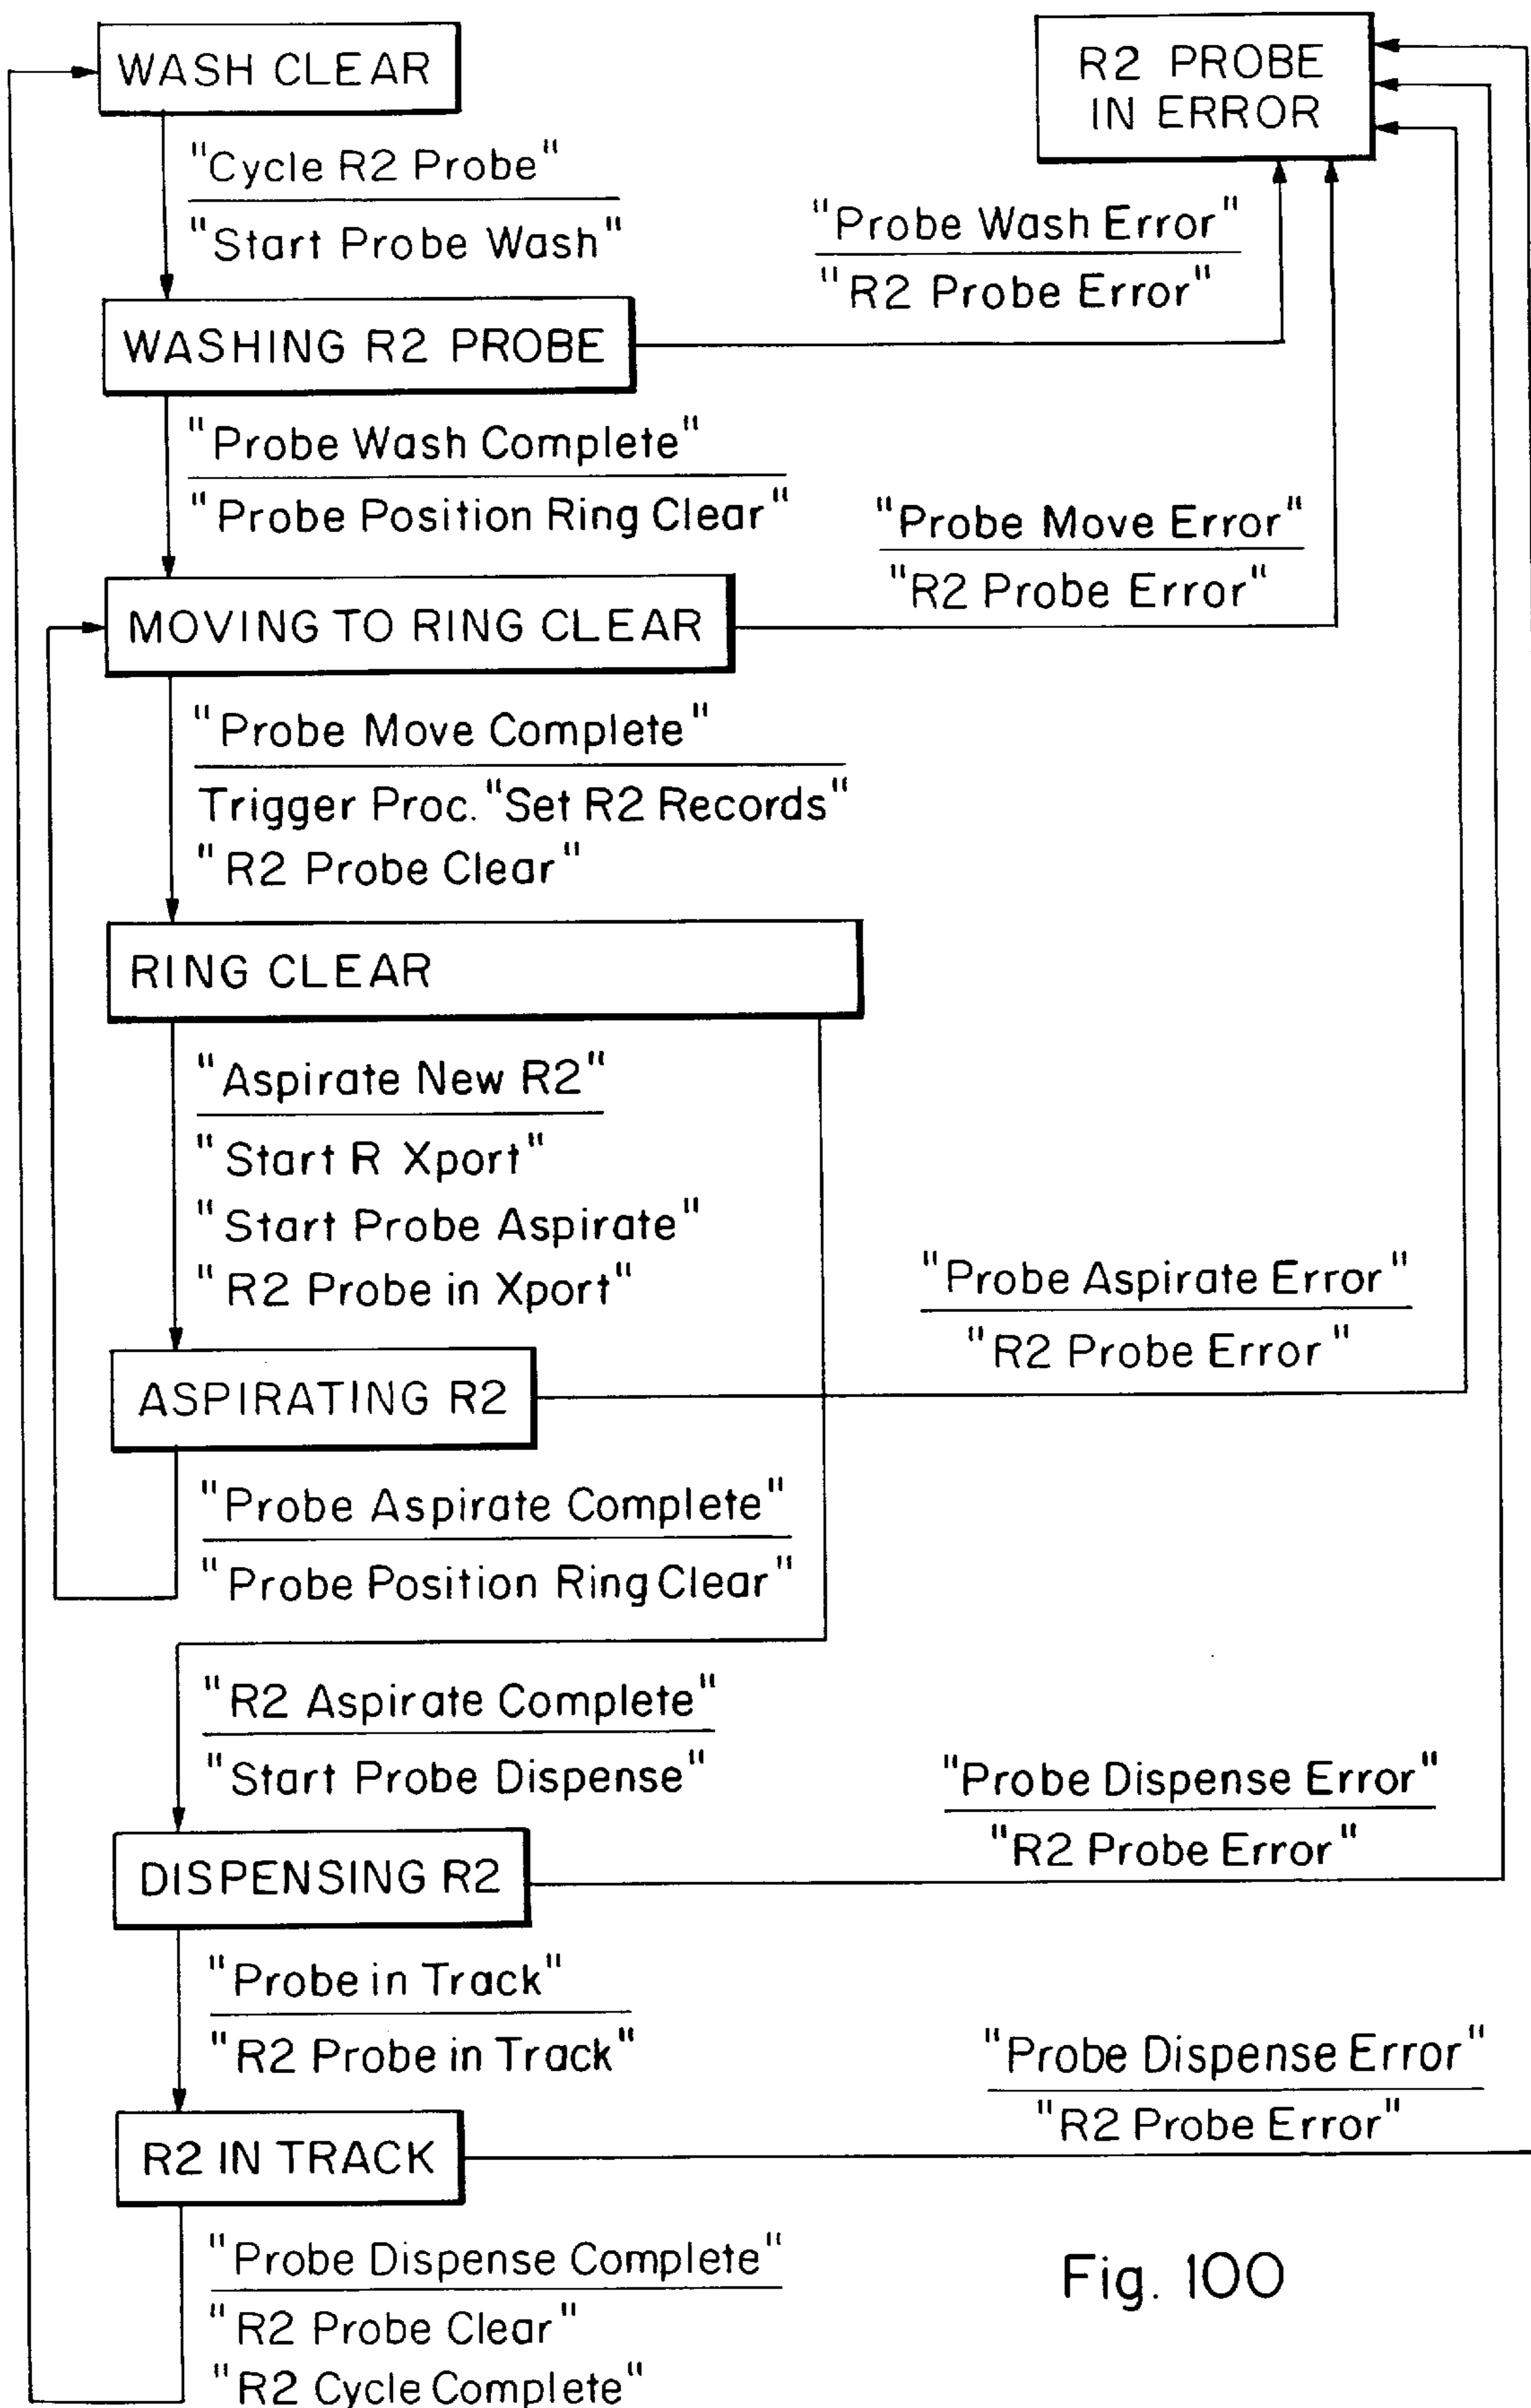 WASH CLEAR
R2 PROBE
IN ERROR
"Cycle R2 Probe"
"Start Probe Wash"
"Probe Wash Error"
"R2 Probe Error"
WASHING R2 PROBE
"Probe Wash Complete"
"Probe Position Ring Clear"
"Probe Move Error"
"R2 Probe Error"
MOVING TO RING CLEAR
"Probe Move Complete"
Trigger Proc. "Set R2 Records"
"R2 Probe Clear"
RING CLEAR
"Aspirate New R2"
"Start R Xport"
"Start Probe Aspirate"
"R2 Probe in Xport"
"Probe Aspirate Error"
"R2 Probe Error"
ASPIRATING R2
"Probe Aspirate Complete"
"Probe Position Ring Clear"
"R2 Aspirate Complete"
"Start Probe Dispense"
"Probe Dispense Error"
"R2 Probe Error"
DISPENSING R2
"Probe in Track"
"R2 Probe in Track"
"Probe Dispense Error"
"R2 Probe Error"
R2 IN TRACK
"Probe Dispense Complete"
"R2 Probe Clear"
"R2 Cycle Complete"
Fig. 100